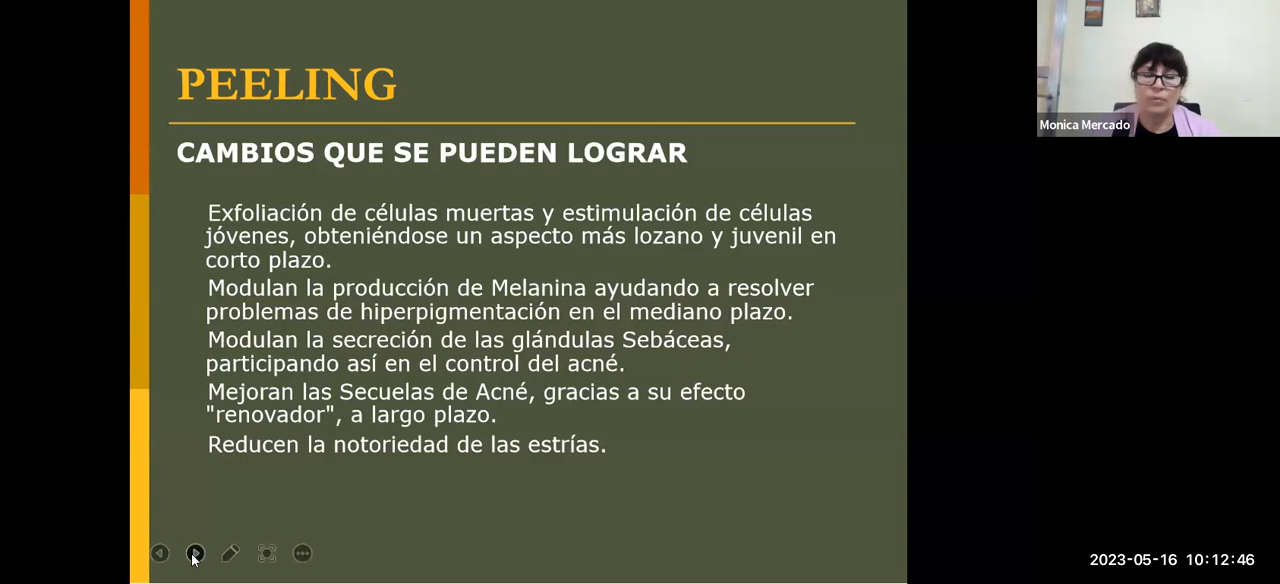 PEELING
CAMBIOS QUE SE PUEDEN LOGRAR
Exfoliación de células muertas y estimulación de células
jóvenes, obteniéndose un aspecto más lozano y juvenil en
corto plazo.
Modulan la producción de Melanina ayudando a resolver
problemas de hiperpigmentación en el mediano plazo.
Modulan la secreción de las glándulas Sebáceas,
participando así en el control del acné.
Mejoran las Secuelas de Acné, gracias a su efecto
"renovador", a largo plazo.
Reducen la notoriedad de las estrías.
Monica Mercado
2023-05-16 10:12:46